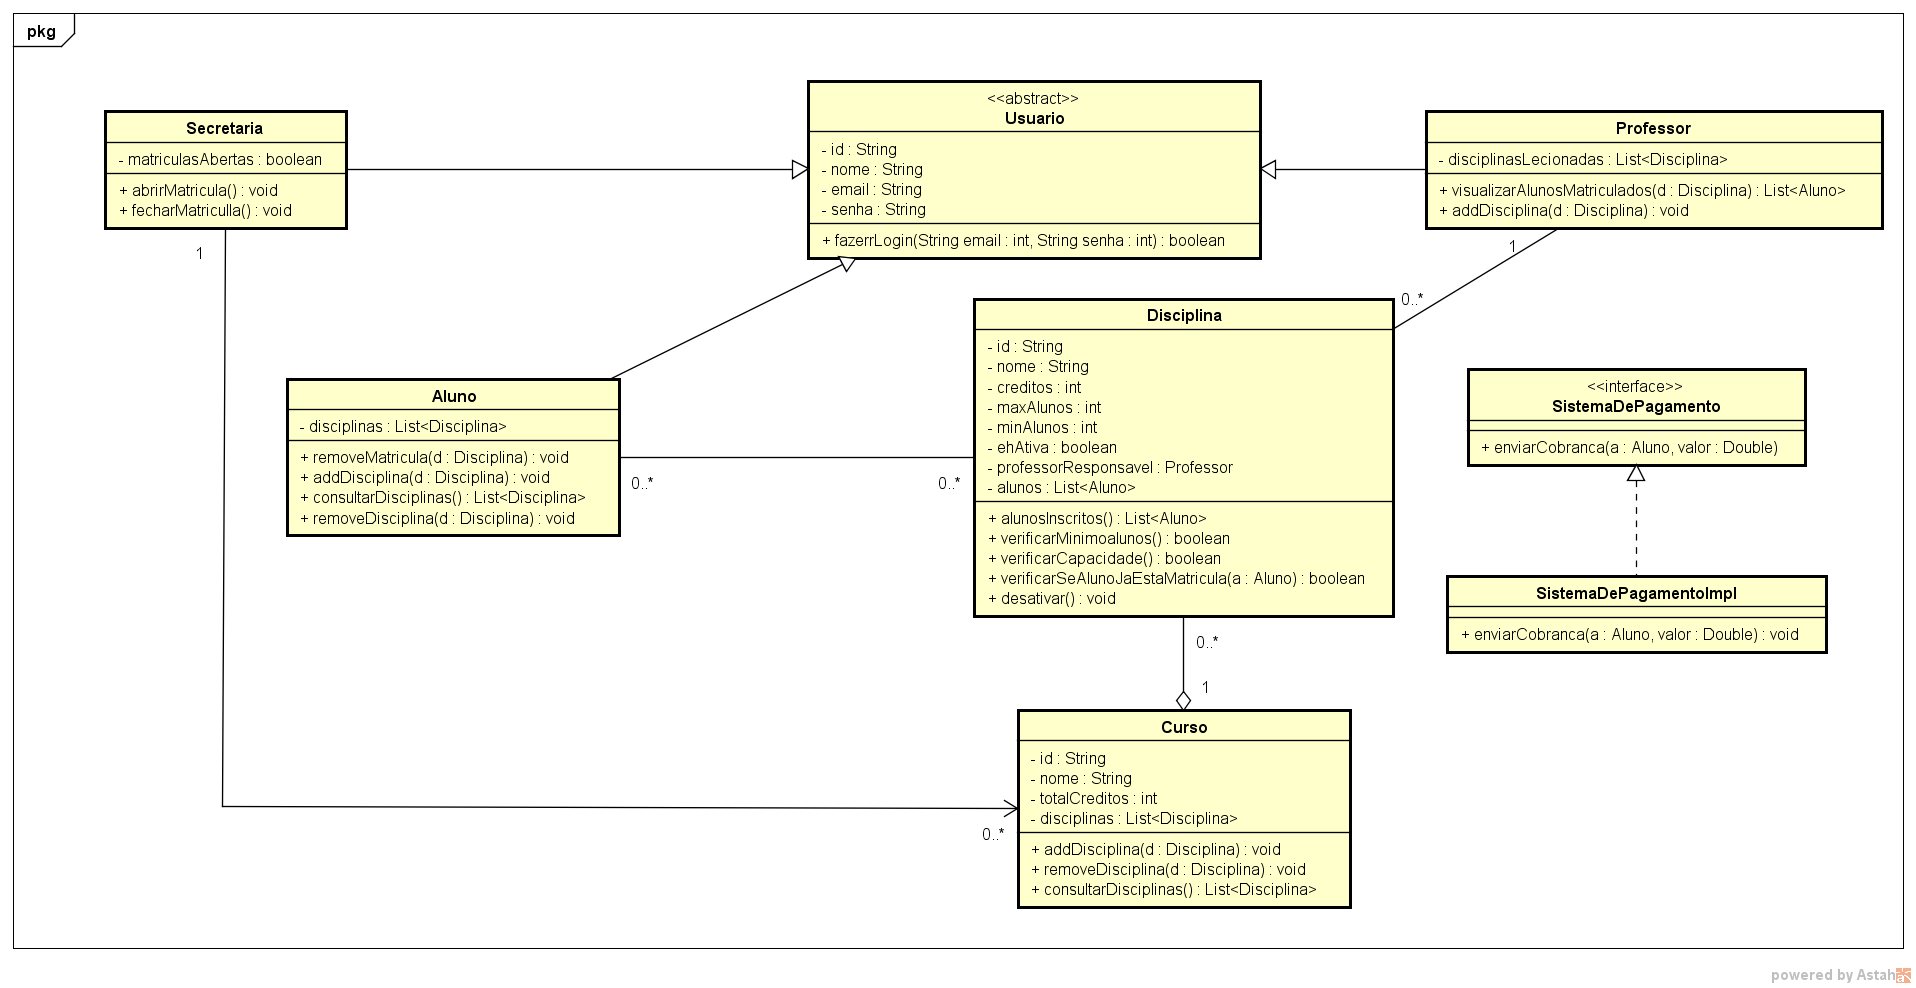 pkg
Secretaria
- matriculasAbertas : boolean
+ abrirMatricula() : void
+ fecharMatriculla() : void
1
<<abstract>>
Usuario
- id : String
- nome : String
- email : String
- senha : String
+ fazerrLogin(String email : int, String senha : int) : boolean
Professor
- disciplinasLecionadas : List<Disciplina>
+ visualizarAlunosMatriculados(d : Disciplina) : List<Aluno>
+ addDisciplina(d : Disciplina) : void
1
0..*
Disciplina
- id : String
- nome : String
- creditos : int
- maxAlunos : int
- minAlunos : int
- ehAtiva : boolean
- professorResponsavel : Professor
- alunos : List<Aluno>
+ alunosInscritos() : List<Aluno>
+ verificarMinimoalunos() : boolean
+ verificarCapacidade() : boolean
+ verificarSeAlunoJaEstaMatricula(a : Aluno) : boolean
+ desativar() : void
Aluno
- disciplinas : List<Disciplina>
+ removeMatricula(d : Disciplina) : void
+ addDisciplina(d : Disciplina) : void
+ consultarDisciplinas() : List<Disciplina>
+ removeDisciplina(d : Disciplina) : void
0..*
0..*
<<interface>>
SistemaDePagamento
+ enviarCobranca(a : Aluno, valor : Double)
SistemaDePagamentoImpl
+ enviarCobranca(a : Aluno, valor : Double) : void
0..*
1
Curso
- id : String
- nome : String
- totalCreditos : int
- disciplinas : List<Disciplina>
+ addDisciplina(d : Disciplina) : void
+ removeDisciplina(d : Disciplina) : void
+ consultarDisciplinas() : List<Disciplina>
0..*
powered by Astah